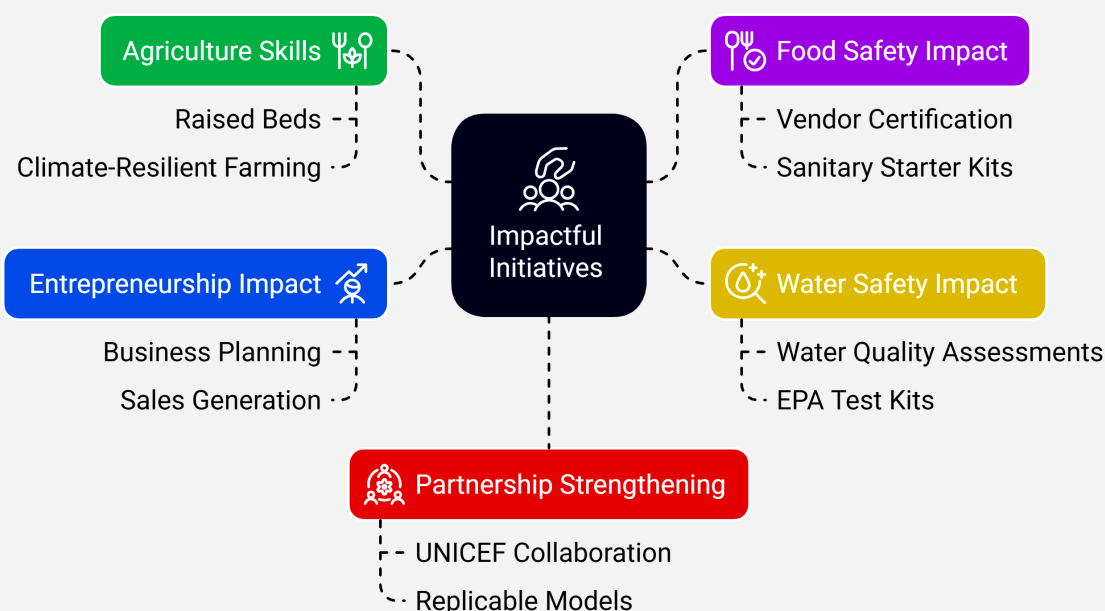 Agriculture Skills
Raised Beds
Climate-Resilient Farming
Food Safety Impact
Vendor Certification
Sanitary Starter Kits
Impactful
Initiatives
Entrepreneurship Impact
Business Planning
Sales Generation
Water Safety Impact
Water Quality Assessments
EPA Test Kits
Partnership Strengthening
UNICEF Collaboration
Replicable Models